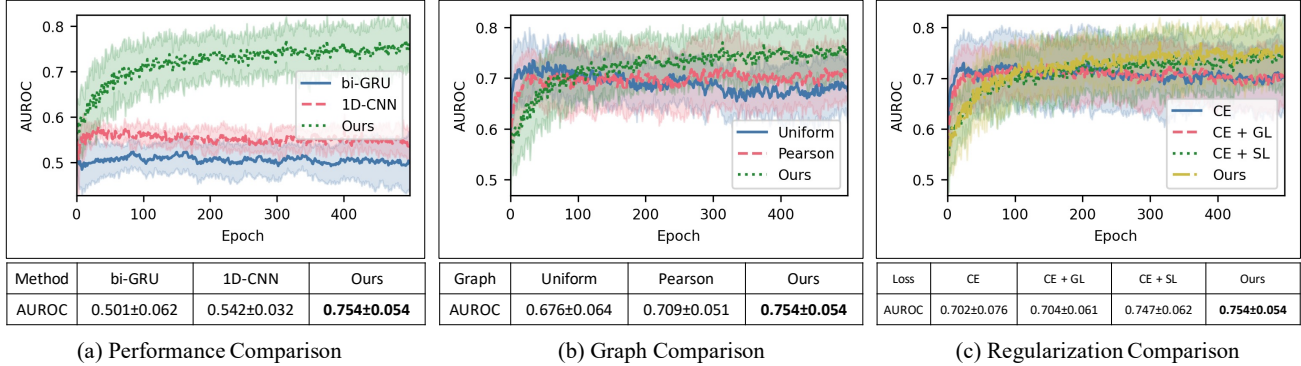 0.8
0.7
0.6
0.5
AUROC
bi-GRU
1D-CNN
Ours
0 100 200 300 400
Epoch
Method bi-GRU 1D-CNN Ours
AUROC 0.501±0.062 0.542±0.032 0.754±0.054
(a) Performance Comparison
0.8
0.7
0.6
0.5
AUROC
Uniform
Pearson
Ours
0 100 200 300 400
Epoch
Graph Uniform Pearson Ours
AUROC 0.676±0.064 0.709±0.051 0.754±0.054
(b) Graph Comparison
0.8
0.7
0.6
0.5
AUROC
CE
CE + GL
CE + SL
Ours
0 100 200 300 400
Epoch
Loss CE CE + GL CE + SL Ours
AUROC 0.702±0.076 0.704±0.061 0.747±0.062 0.754±0.054
(c) Regularization Comparison